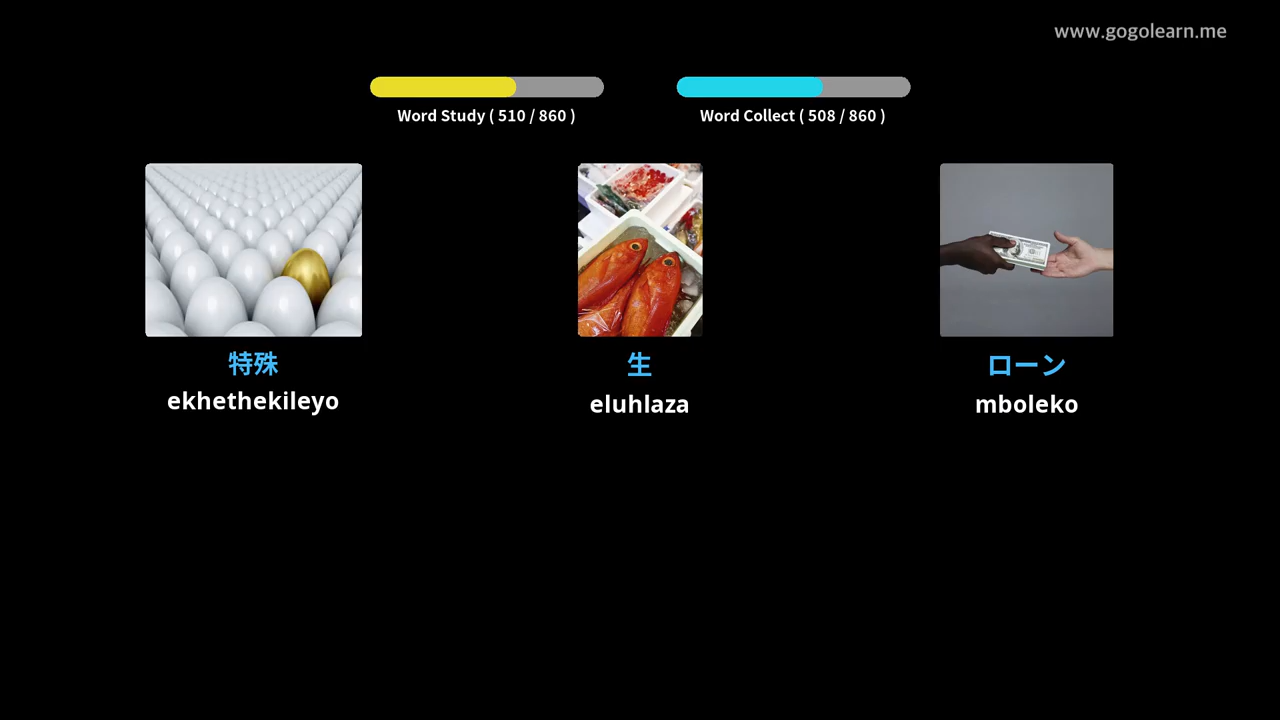 www.gogolearn.me
Word Study ( 510 / 860 )
Word Collect ( 508 / 860 )
特殊
ekhethekileyo
生
eluhlaza
ローン
mboleko